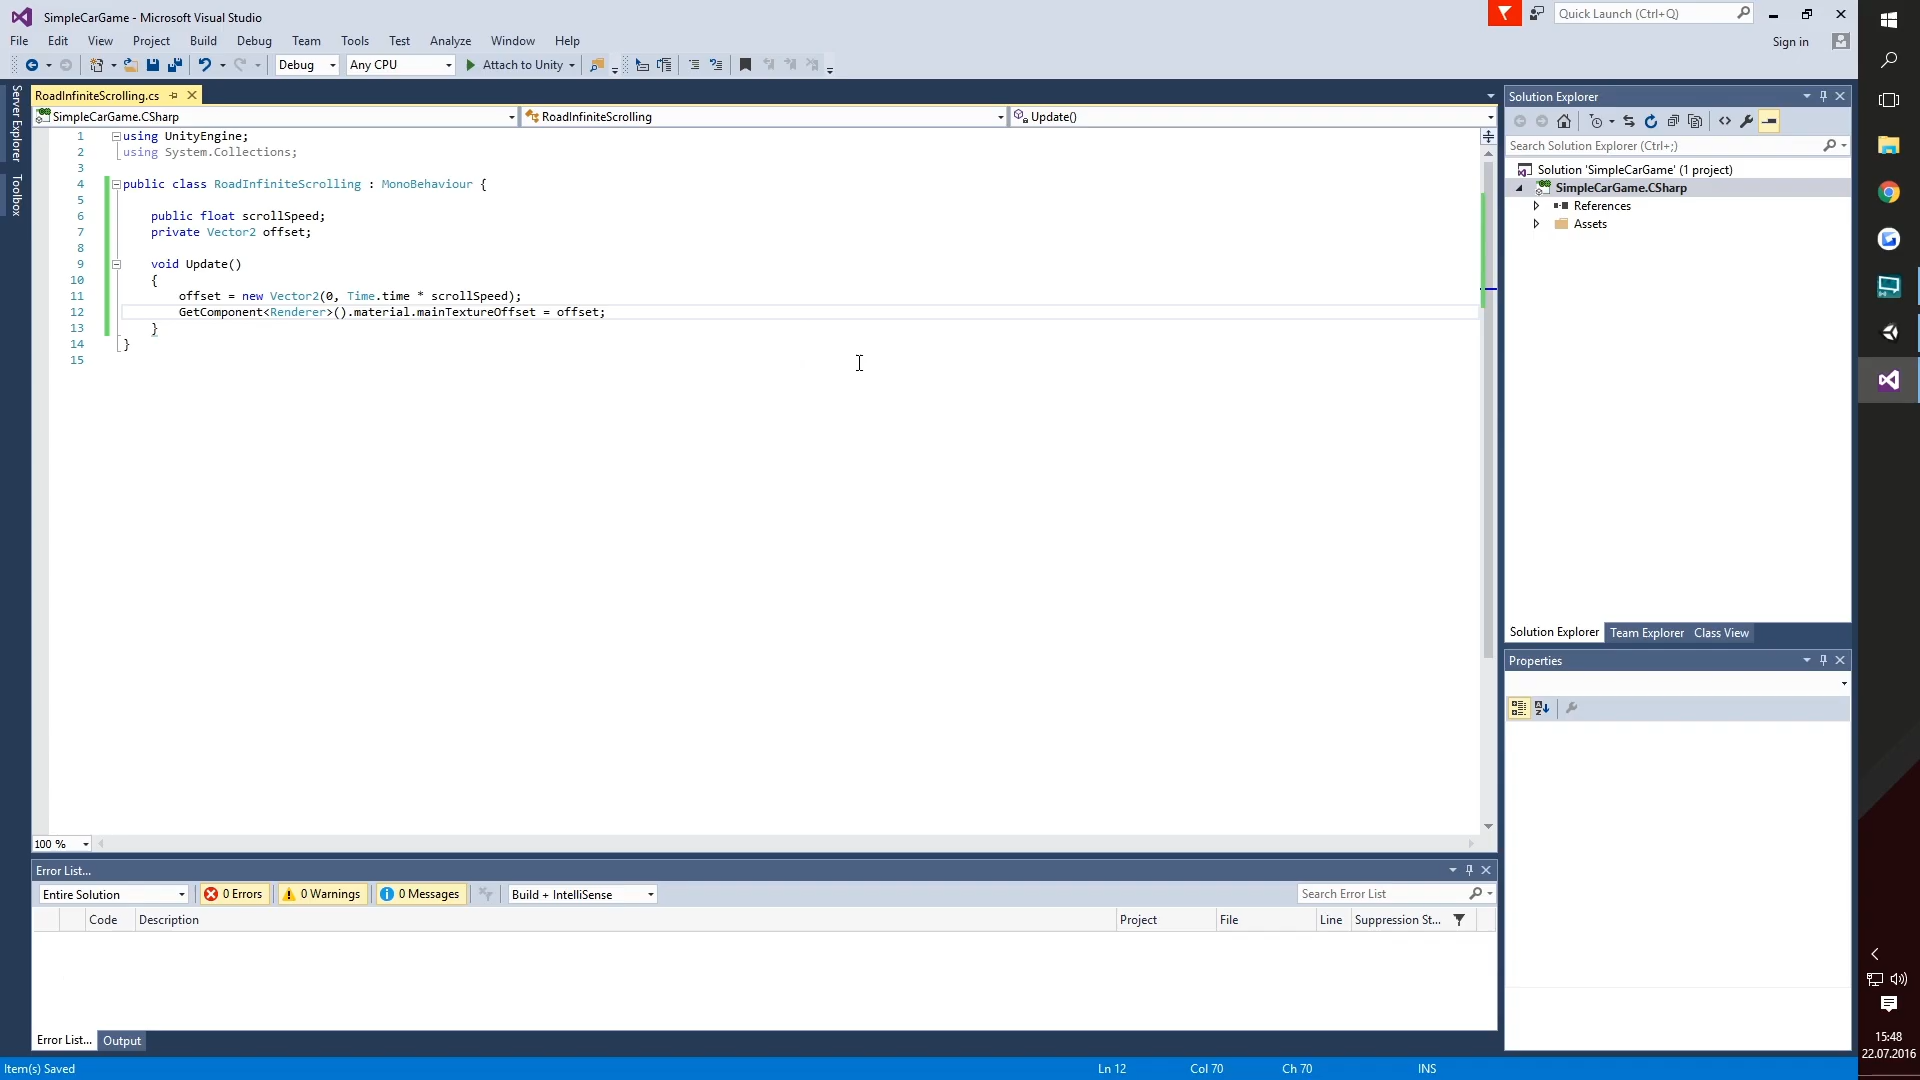 SimpleCarGame - Microsoft Visual Studio
Quick Launch (Ctrl+Q)
File Edit View Project Build Debug Team Tools Test Analyze Window Help
Sign in
Debug Any CPU Attach to Unity
Server Explorer
Toolbox
RoadInfiniteScrolling.cs
SimpleCarGame.CSharp RoadInfiniteScrolling Update()
1 using UnityEngine;
2 using System.Collections;
3
4 public class RoadInfiniteScrolling : MonoBehaviour {
5
6 public float scrollSpeed;
7 private Vector2 offset;
8
9 void Update()
10 {
11 offset = new Vector2(0, Time.time * scrollSpeed);
12 GetComponent<Renderer>().material.mainTextureOffset = offset;
13 }
14 }
15
100 %
Solution Explorer
Search Solution Explorer (Ctrl+;)
Solution 'SimpleCarGame' (1 project)
SimpleCarGame.CSharp
References
Assets
Solution Explorer Team Explorer Class View
Properties
Error List...
Entire Solution 0 Errors 0 Warnings 0 Messages Build + IntelliSense Search Error List
Code Description Project File Line Suppression St...
Error List... Output
Item(s) Saved Ln 12 Col 70 Ch 70 INS
15:48
22.07.2016